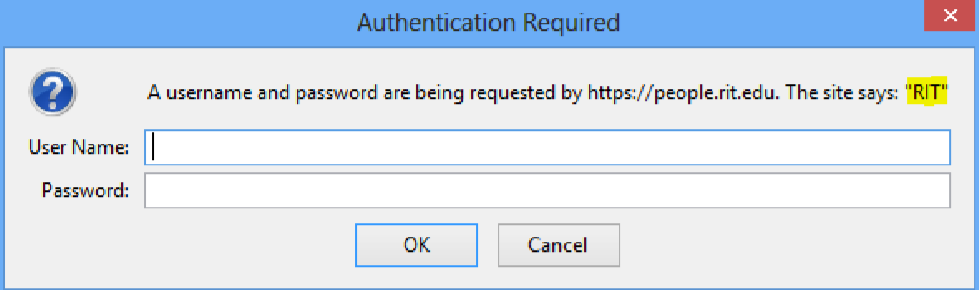 Authentication Required
A username and password are being requested by https://people.rit.edu. The site says: "RIT"
User Name:
Password:
OK Cancel